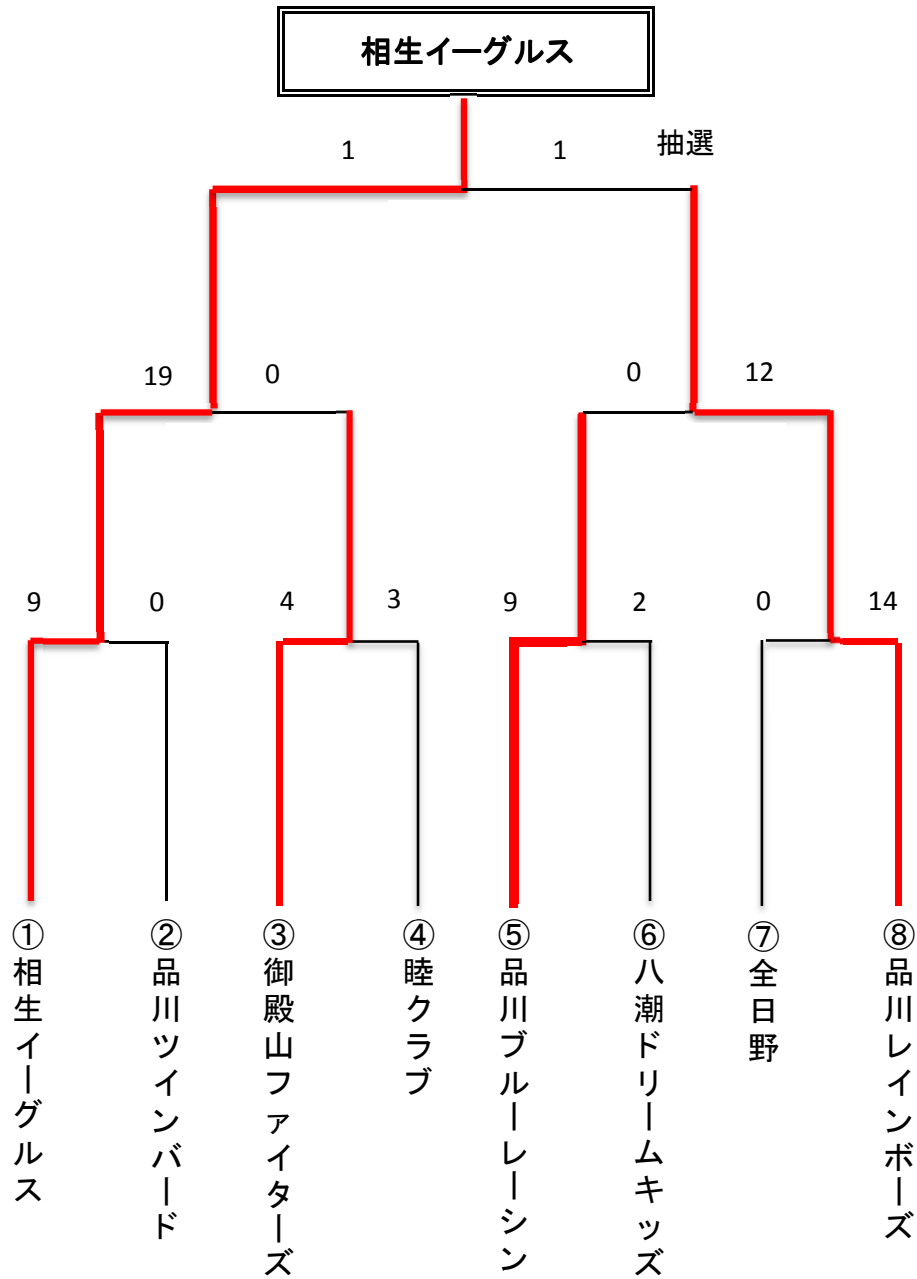 相生イーグルス
1 1 抽選
19 0 0 12
9 0 4 3 9 2 0 14
①相生イーグルス
②品川ツインバード
③御殿山ファイターズ
④睦クラブ
⑤品川ブルーレーシン
⑥八潮ドリームキッズ
⑦全日野
⑧品川レインボーズ